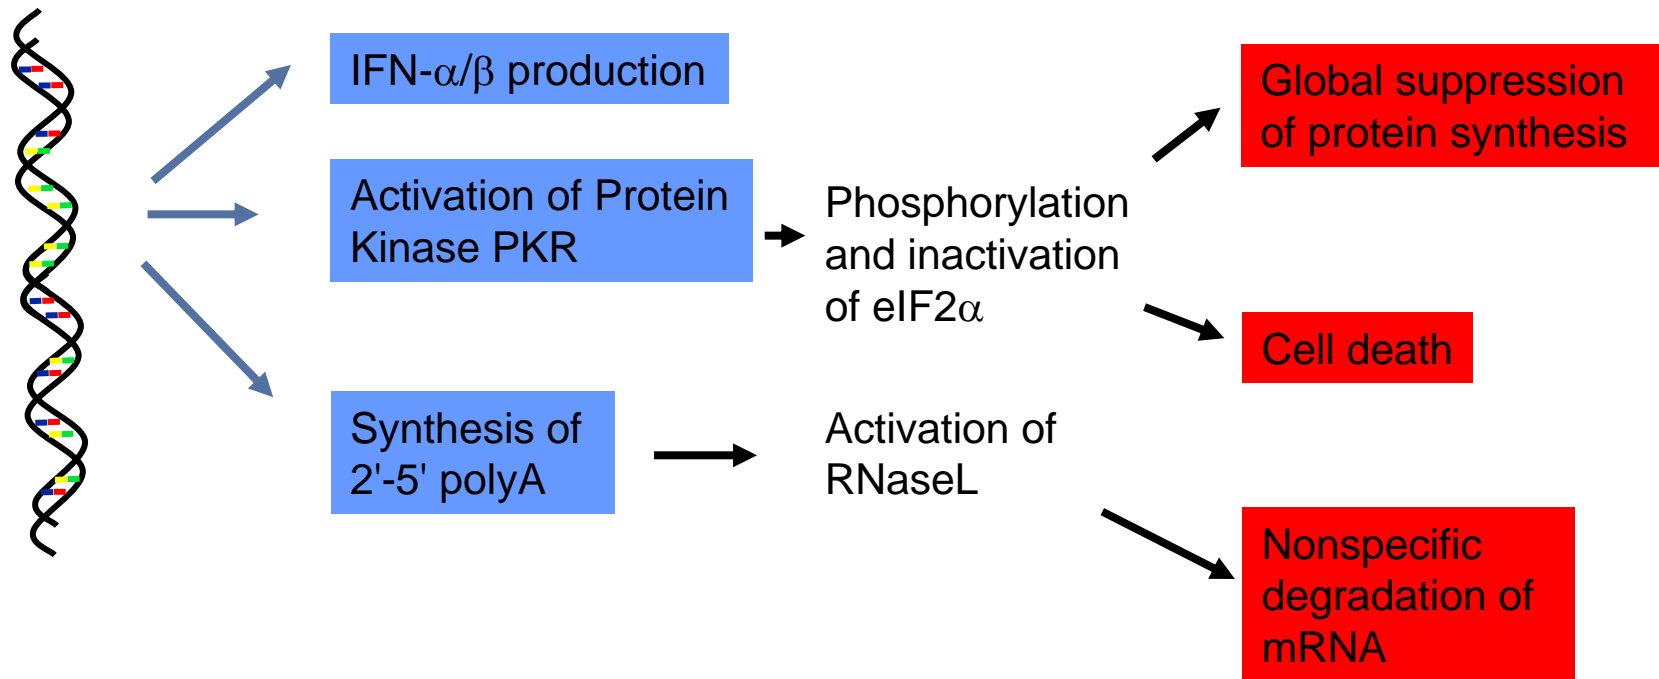 IFN-α/β production
Activation of Protein
Kinase PKR
Synthesis of
2'-5' polyA
Phosphorylation
and inactivation
of eIF2α
Activation of
RNaseL
Global suppression
of protein synthesis
Cell death
Nonspecific
degradation of
mRNA